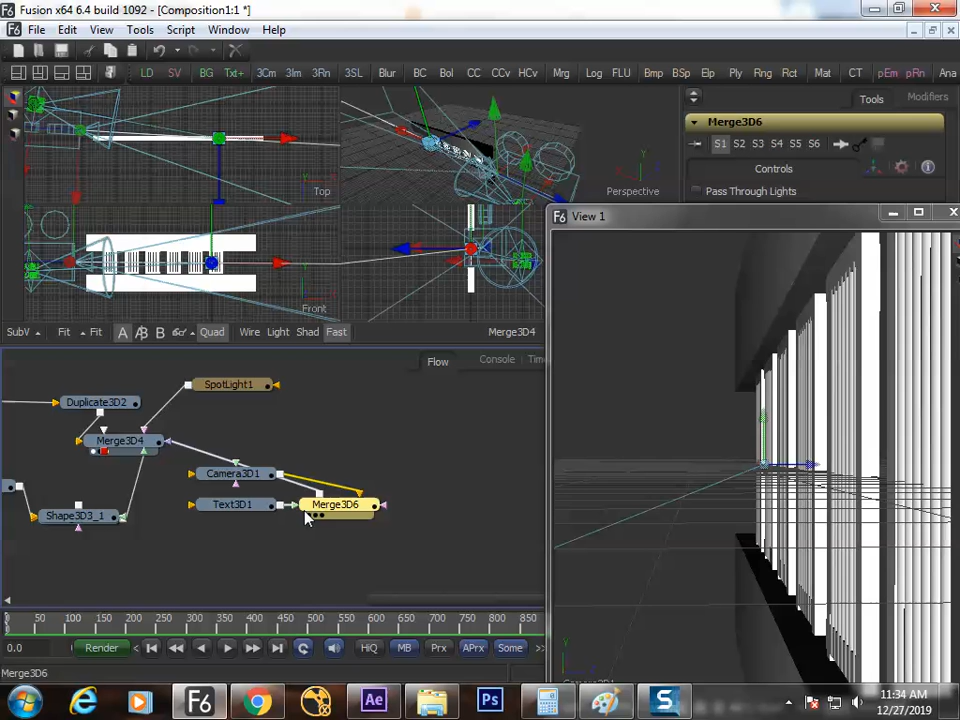 Fusion x64 6.4 build 1092 - [Composition1:1 *]
File Edit View Tools Script Window Help
LD SV BG Txt+ 3Cm 3Im 3Rn 3SL Blur BC Bol CC CCv HCv Mrg Log FLU Bmp BSp Elp Ply Rng Rct Mat CT pEm pRn Ana
Tools Modifiers
Merge3D6
S1 S2 S3 S4 S5 S6
Controls
Pass Through Lights
Top
Perspective
Front
View 1
SubV Fit Fit A B Quad Wire Light Shad Fast Merge3D4
Flow Console Time
SpotLight1
Duplicate3D2
Merge3D4
Camera3D1
Text3D1 Merge3D6
Shape3D3_1
0 50 100 150 200 250 300 350 400 450 500 550 600 650 700 750 800 850
0.0 Render HiQ MB Prx APrx Some >>
Merge3D6
11:34 AM
12/27/2019